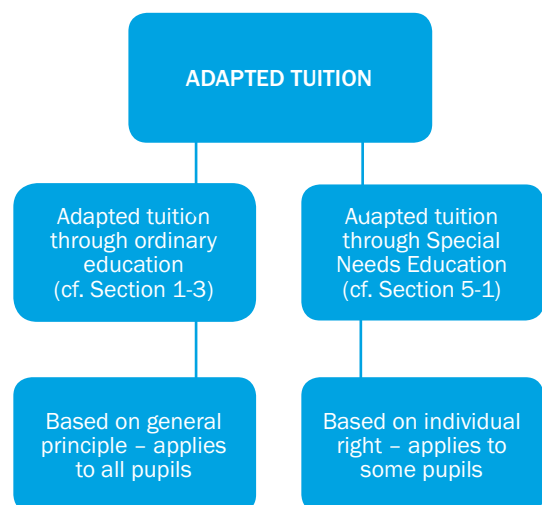 ADAPTED TUITION
Adapted tuition
through ordinary
education
(cf. Section 1-3)
Adapted tuition
through Special
Needs Education
(cf. Section 5-1)
Based on general
principle – applies
to all pupils
Based on individual
right – applies to
some pupils